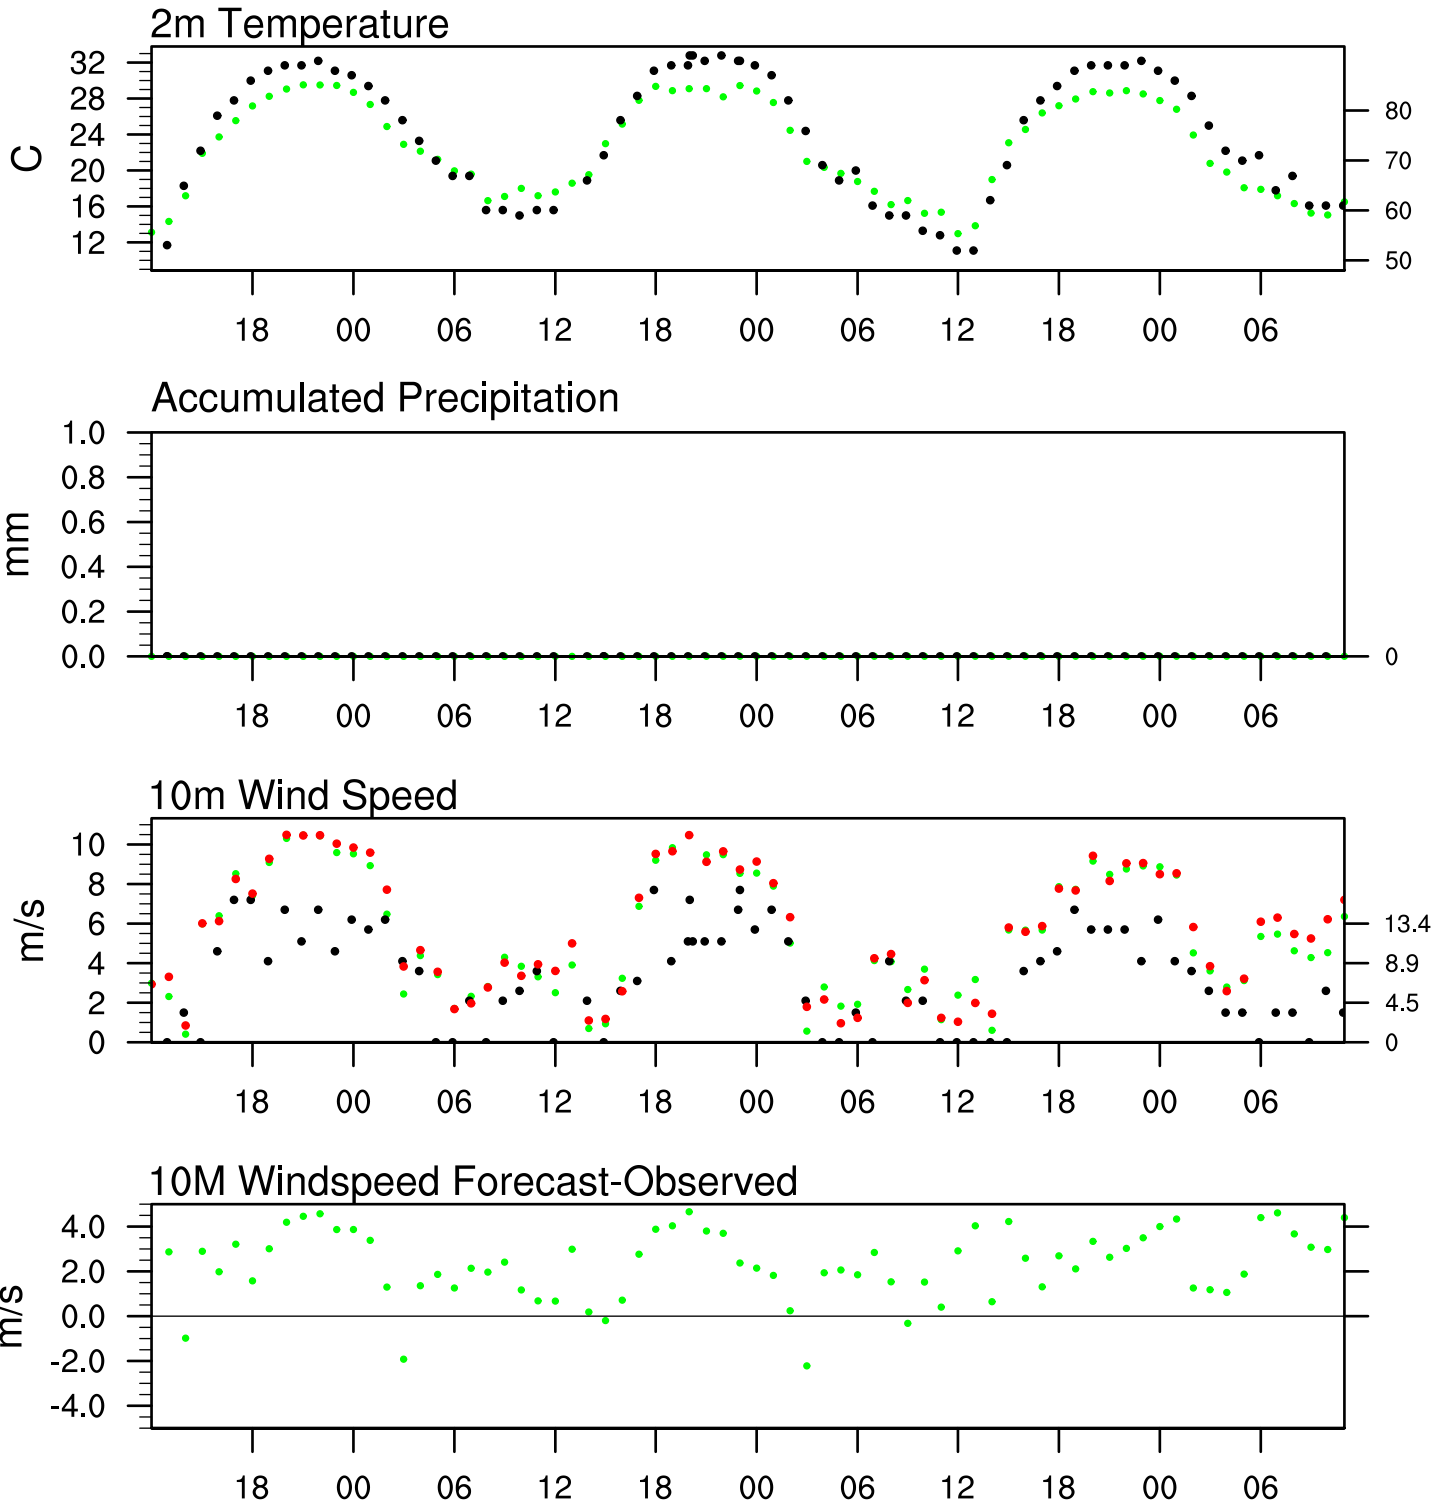 2m Temperature
32
28
24
20
16
12
C
80
70
60
50
18 00 06 12 18 00 06 12 18 00 06
Accumulated Precipitation
1.0
0.8
0.6
0.4
0.2
0.0
mm
0
18 00 06 12 18 00 06 12 18 00 06
10m Wind Speed
10
8
6
4
2
0
m/s
13.4
8.9
4.5
0
18 00 06 12 18 00 06 12 18 00 06
10M Windspeed Forecast-Observed
4.0
2.0
0.0
-2.0
-4.0
m/s
18 00 06 12 18 00 06 12 18 00 06